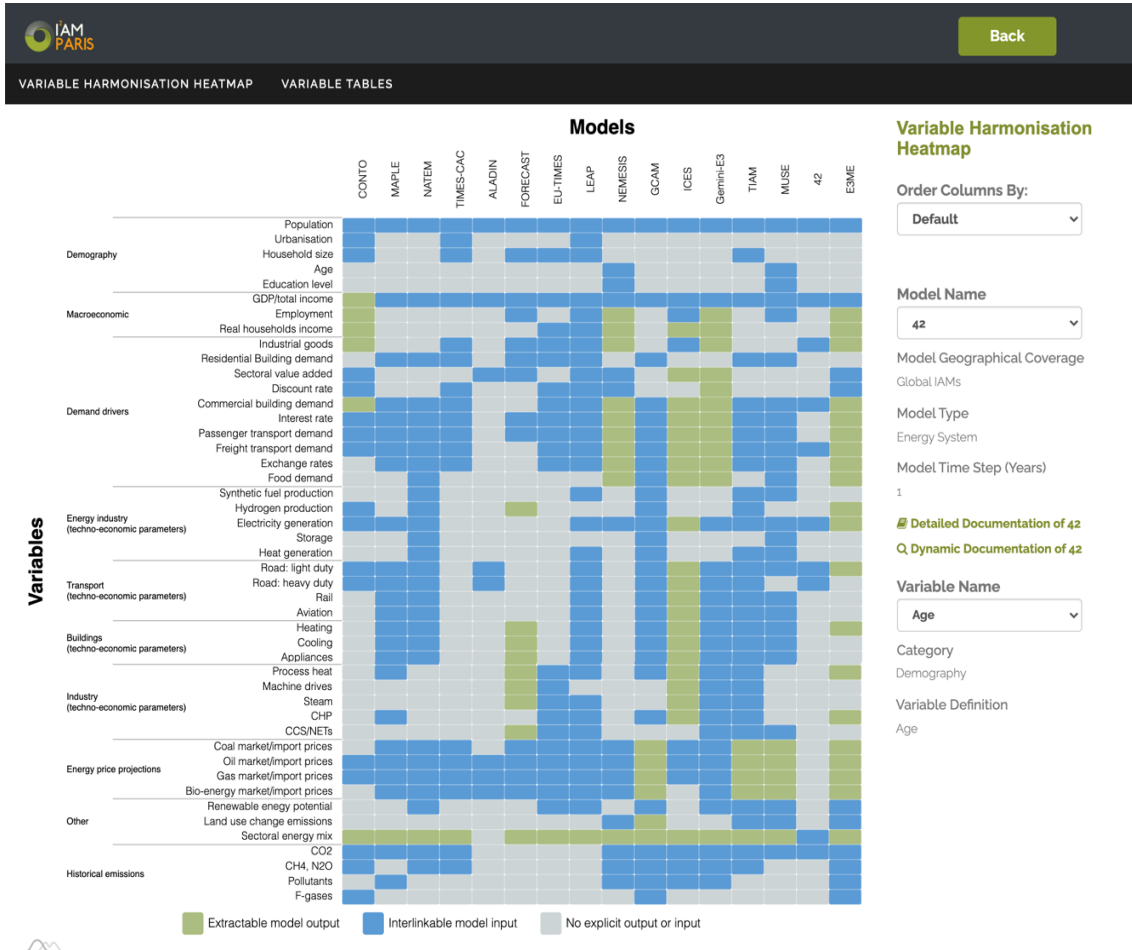 I²AM
PARIS
Back
VARIABLE HARMONISATION HEATMAP
VARIABLE TABLES
Models
CONTO
MAPLE
NATEM
TIMES-CAC
ALADIN
FORECAST
EU-TIMES
LEAP
NEMESIS
GCAM
ICES
Gemini-E3
TIAM
MUSE
42
E3ME
Variables
Demography
Population
Urbanisation
Household size
Age
Education level
Macroeconomic
GDP/total income
Employment
Real households income
Demand drivers
Industrial goods
Residential Building demand
Sectoral value added
Discount rate
Commercial building demand
Interest rate
Passenger transport demand
Freight transport demand
Exchange rates
Food demand
Energy industry
(techno-economic parameters)
Synthetic fuel production
Hydrogen production
Electricity generation
Storage
Heat generation
Transport
(techno-economic parameters)
Road: light duty
Road: heavy duty
Rail
Aviation
Buildings
(techno-economic parameters)
Heating
Cooling
Appliances
Industry
(techno-economic parameters)
Process heat
Machine drives
Steam
CHP
CCS/NETs
Energy price projections
Coal market/import prices
Oil market/import prices
Gas market/import prices
Bio-energy market/import prices
Other
Renewable enegy potential
Land use change emissions
Sectoral energy mix
Historical emissions
CO2
CH4, N2O
Pollutants
F-gases
Extractable model output
Interlinkable model input
No explicit output or input
Variable Harmonisation
Heatmap
Order Columns By:
Default
Model Name
42
Model Geographical Coverage
Global IAMs
Model Type
Energy System
Model Time Step (Years)
1
Detailed Documentation of 42
Dynamic Documentation of 42
Variable Name
Age
Category
Demography
Variable Definition
Age